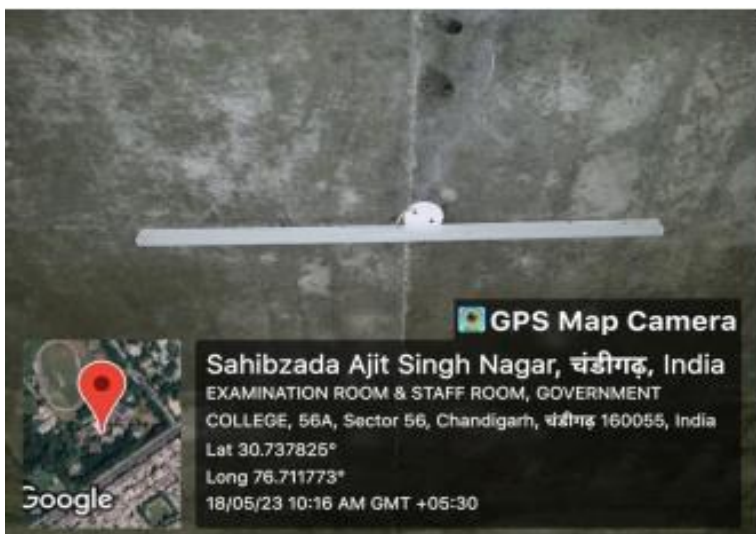 GPS Map Camera
Sahibzada Ajit Singh Nagar, चंडीगढ़, India
EXAMINATION ROOM & STAFF ROOM, GOVERNMENT
COLLEGE, 56A, Sector 56, Chandigarh, चंडीगढ़ 160055, India
Lat 30.737825°
Long 76.711773°
18/05/23 10:16 AM GMT +05:30
Google